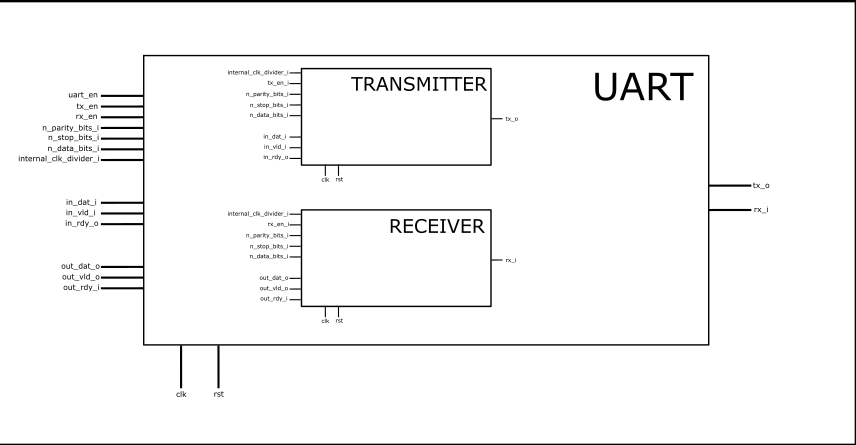 UART
uart_en
tx_en
rx_en
n_parity_bits_i
n_stop_bits_i
n_data_bits_i
internal_clk_divider_i
in_dat_i
in_vld_i
in_rdy_o
out_dat_o
out_vld_o
out_rdy_i
clk
rst
tx_o
rx_i
TRANSMITTER
internal_clk_divider_i
tx_en_i
n_parity_bits_i
n_stop_bits_i
n_data_bits_i
in_dat_i
in_vld_i
in_rdy_o
clk
rst
tx_o
RECEIVER
internal_clk_divider_i
rx_en_i
n_parity_bits_i
n_stop_bits_i
n_data_bits_i
out_dat_o
out_vld_o
out_rdy_i
clk
rst
rx_i